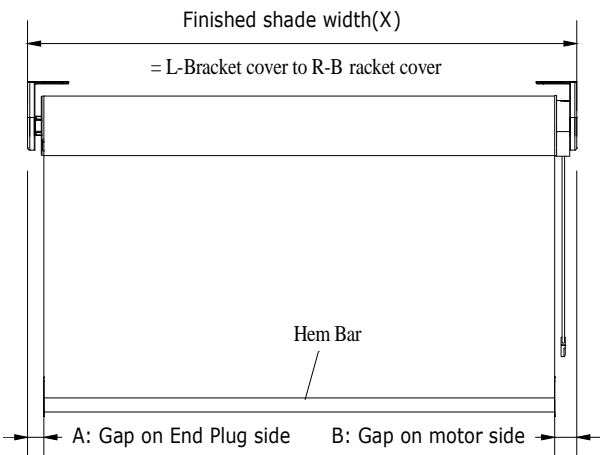 Finished shade width(X)
= L-Bracket cover to R-B racket cover
Hem Bar
A: Gap on End Plug side
B: Gap on motor side